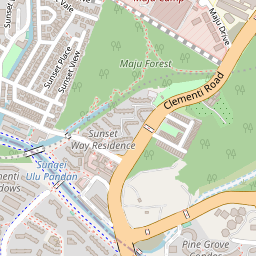 Maju Camp
Maju Drive
Sunset
Vale
Sunset Place
Sunset View
Maju Forest
Clementi Road
Sunset
Way Residence
Sungei
Ulu Pandan
Pine Grove